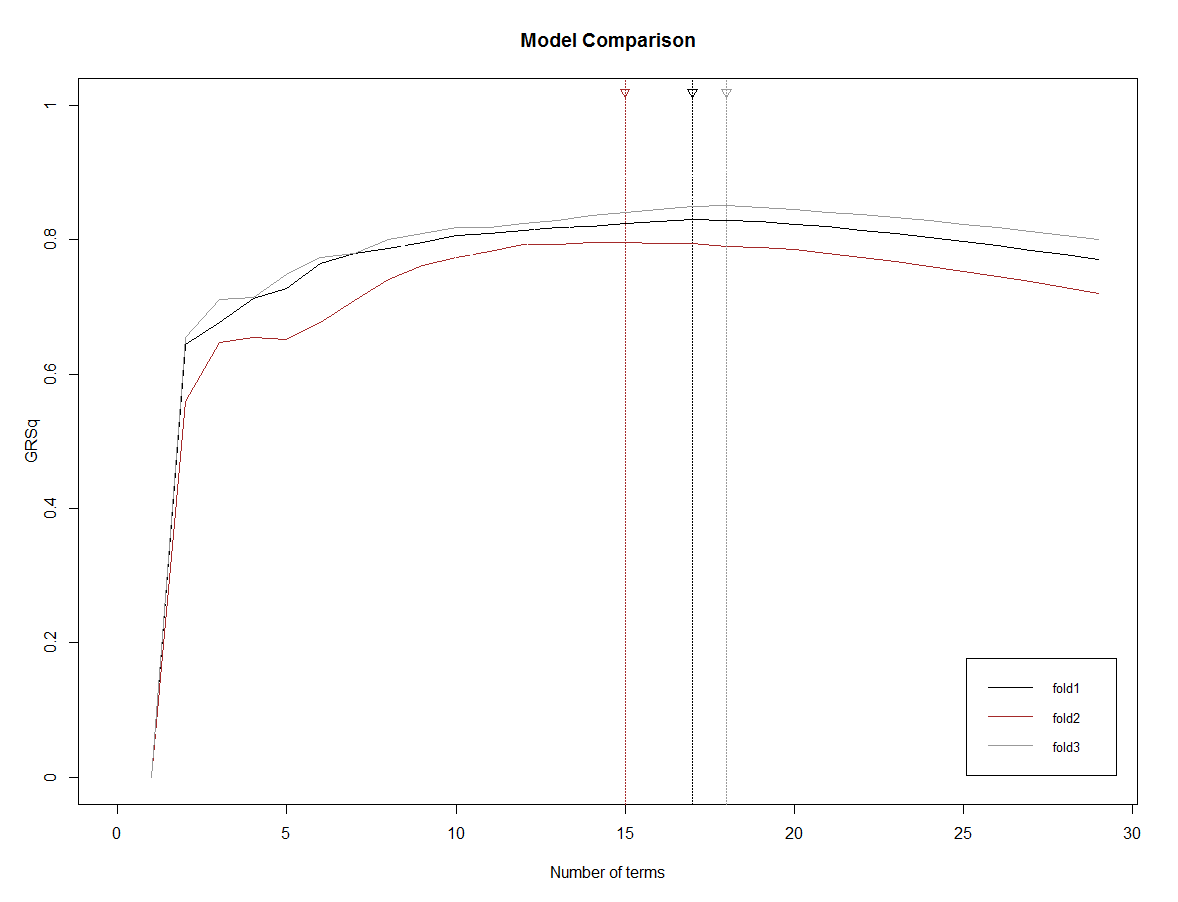 Model Comparison
1
0.8
0.6
0.4
0.2
0
GRSq
0 5 10 15 20 25 30
Number of terms
fold1
fold2
fold3